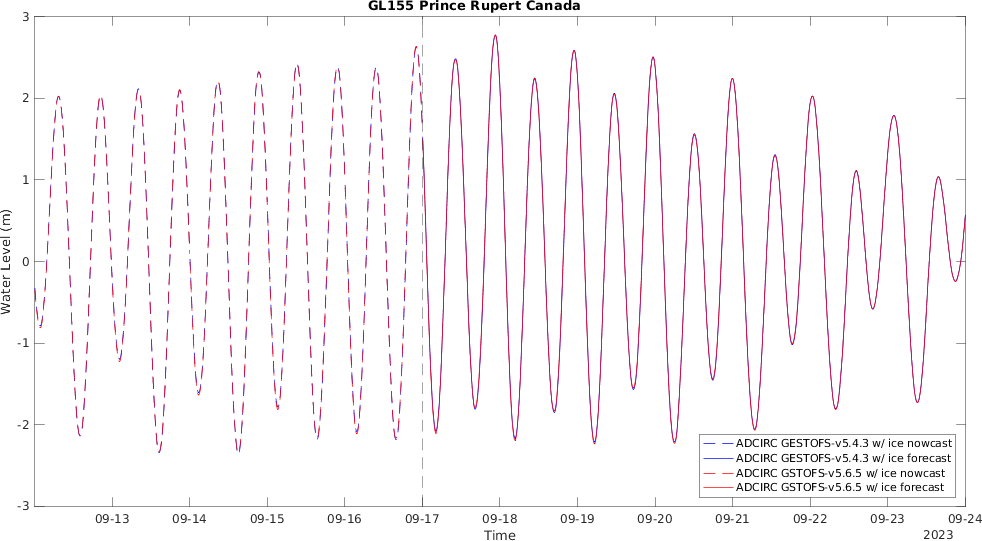 GL155 Prince Rupert Canada
3
2
1
0
-1
-2
-3
Water Level (m)
ADCIRC GESTOFS-v5.4.3 w/ ice nowcast
ADCIRC GESTOFS-v5.4.3 w/ ice forecast
ADCIRC GSTOFS-v5.6.5 w/ ice nowcast
ADCIRC GSTOFS-v5.6.5 w/ ice forecast
09-13 09-14 09-15 09-16 09-17 09-18 09-19 09-20 09-21 09-22 09-23 09-24
Time
2023